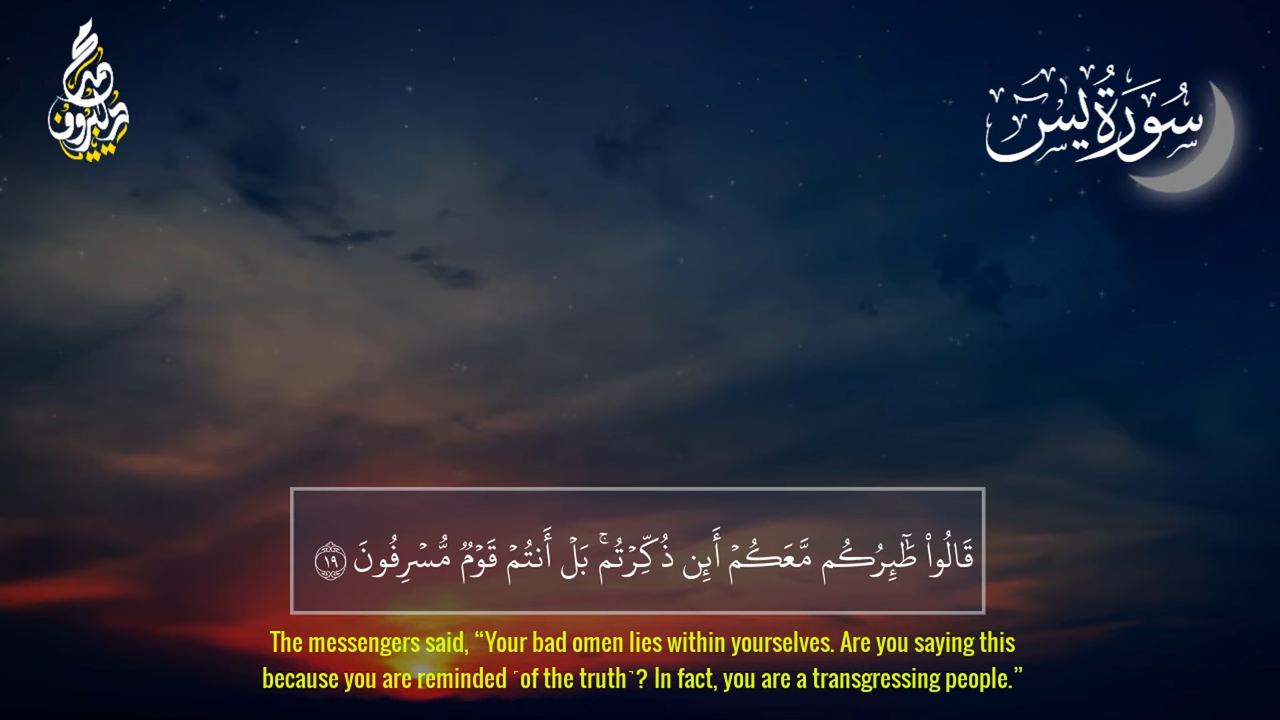 سُورَةُ يسٓ
قَالُوا۟ طَٰٓئِرُكُم مَّعَكُمۡ أَئِن ذُكِّرۡتُمۚ بَلۡ أَنتُمۡ قَوۡمٞ مُّسۡرِفُونَ ١٩
The messengers said, “Your bad omen lies within yourselves. Are you saying this
because you are reminded ˹of the truth˺? In fact, you are a transgressing people.”